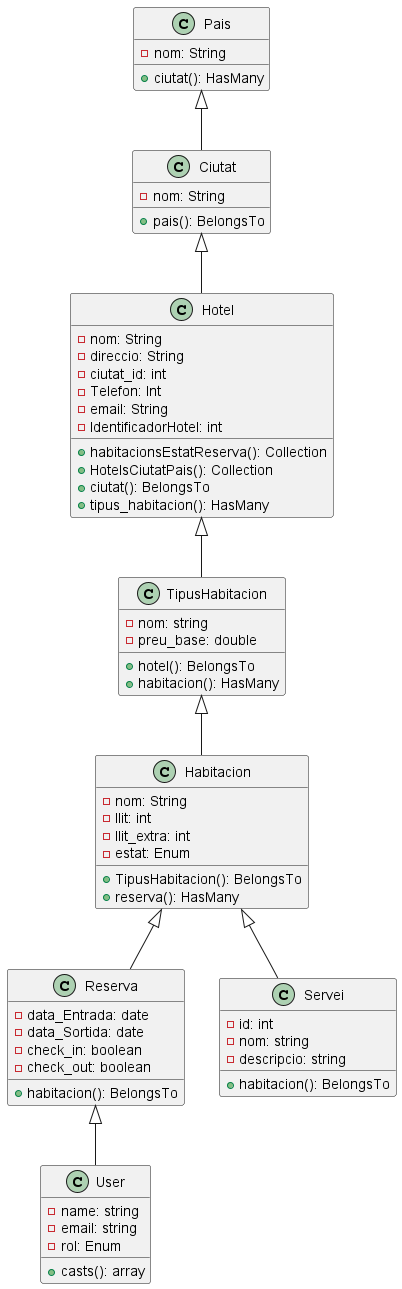 C Pais
nom: String
ciutat(): HasMany
C Ciutat
nom: String
pais(): BelongsTo
C Hotel
nom: String
direccio: String
ciutat_id: int
Telefon: Int
email: String
IdentificadorHotel: int
habitacionsEstatReserva(): Collection
HotelsCiutatPais(): Collection
ciutat(): BelongsTo
tipus_habitacion(): HasMany
C TipusHabitacion
nom: string
preu_base: double
hotel(): BelongsTo
habitacion(): HasMany
C Habitacion
nom: String
llit: int
llit_extra: int
estat: Enum
TipusHabitacion(): BelongsTo
reserva(): HasMany
C Reserva
data_Entrada: date
data_Sortida: date
check_in: boolean
check_out: boolean
habitacion(): BelongsTo
C Servei
id: int
nom: string
descripcio: string
habitacion(): BelongsTo
C User
name: string
email: string
rol: Enum
casts(): array